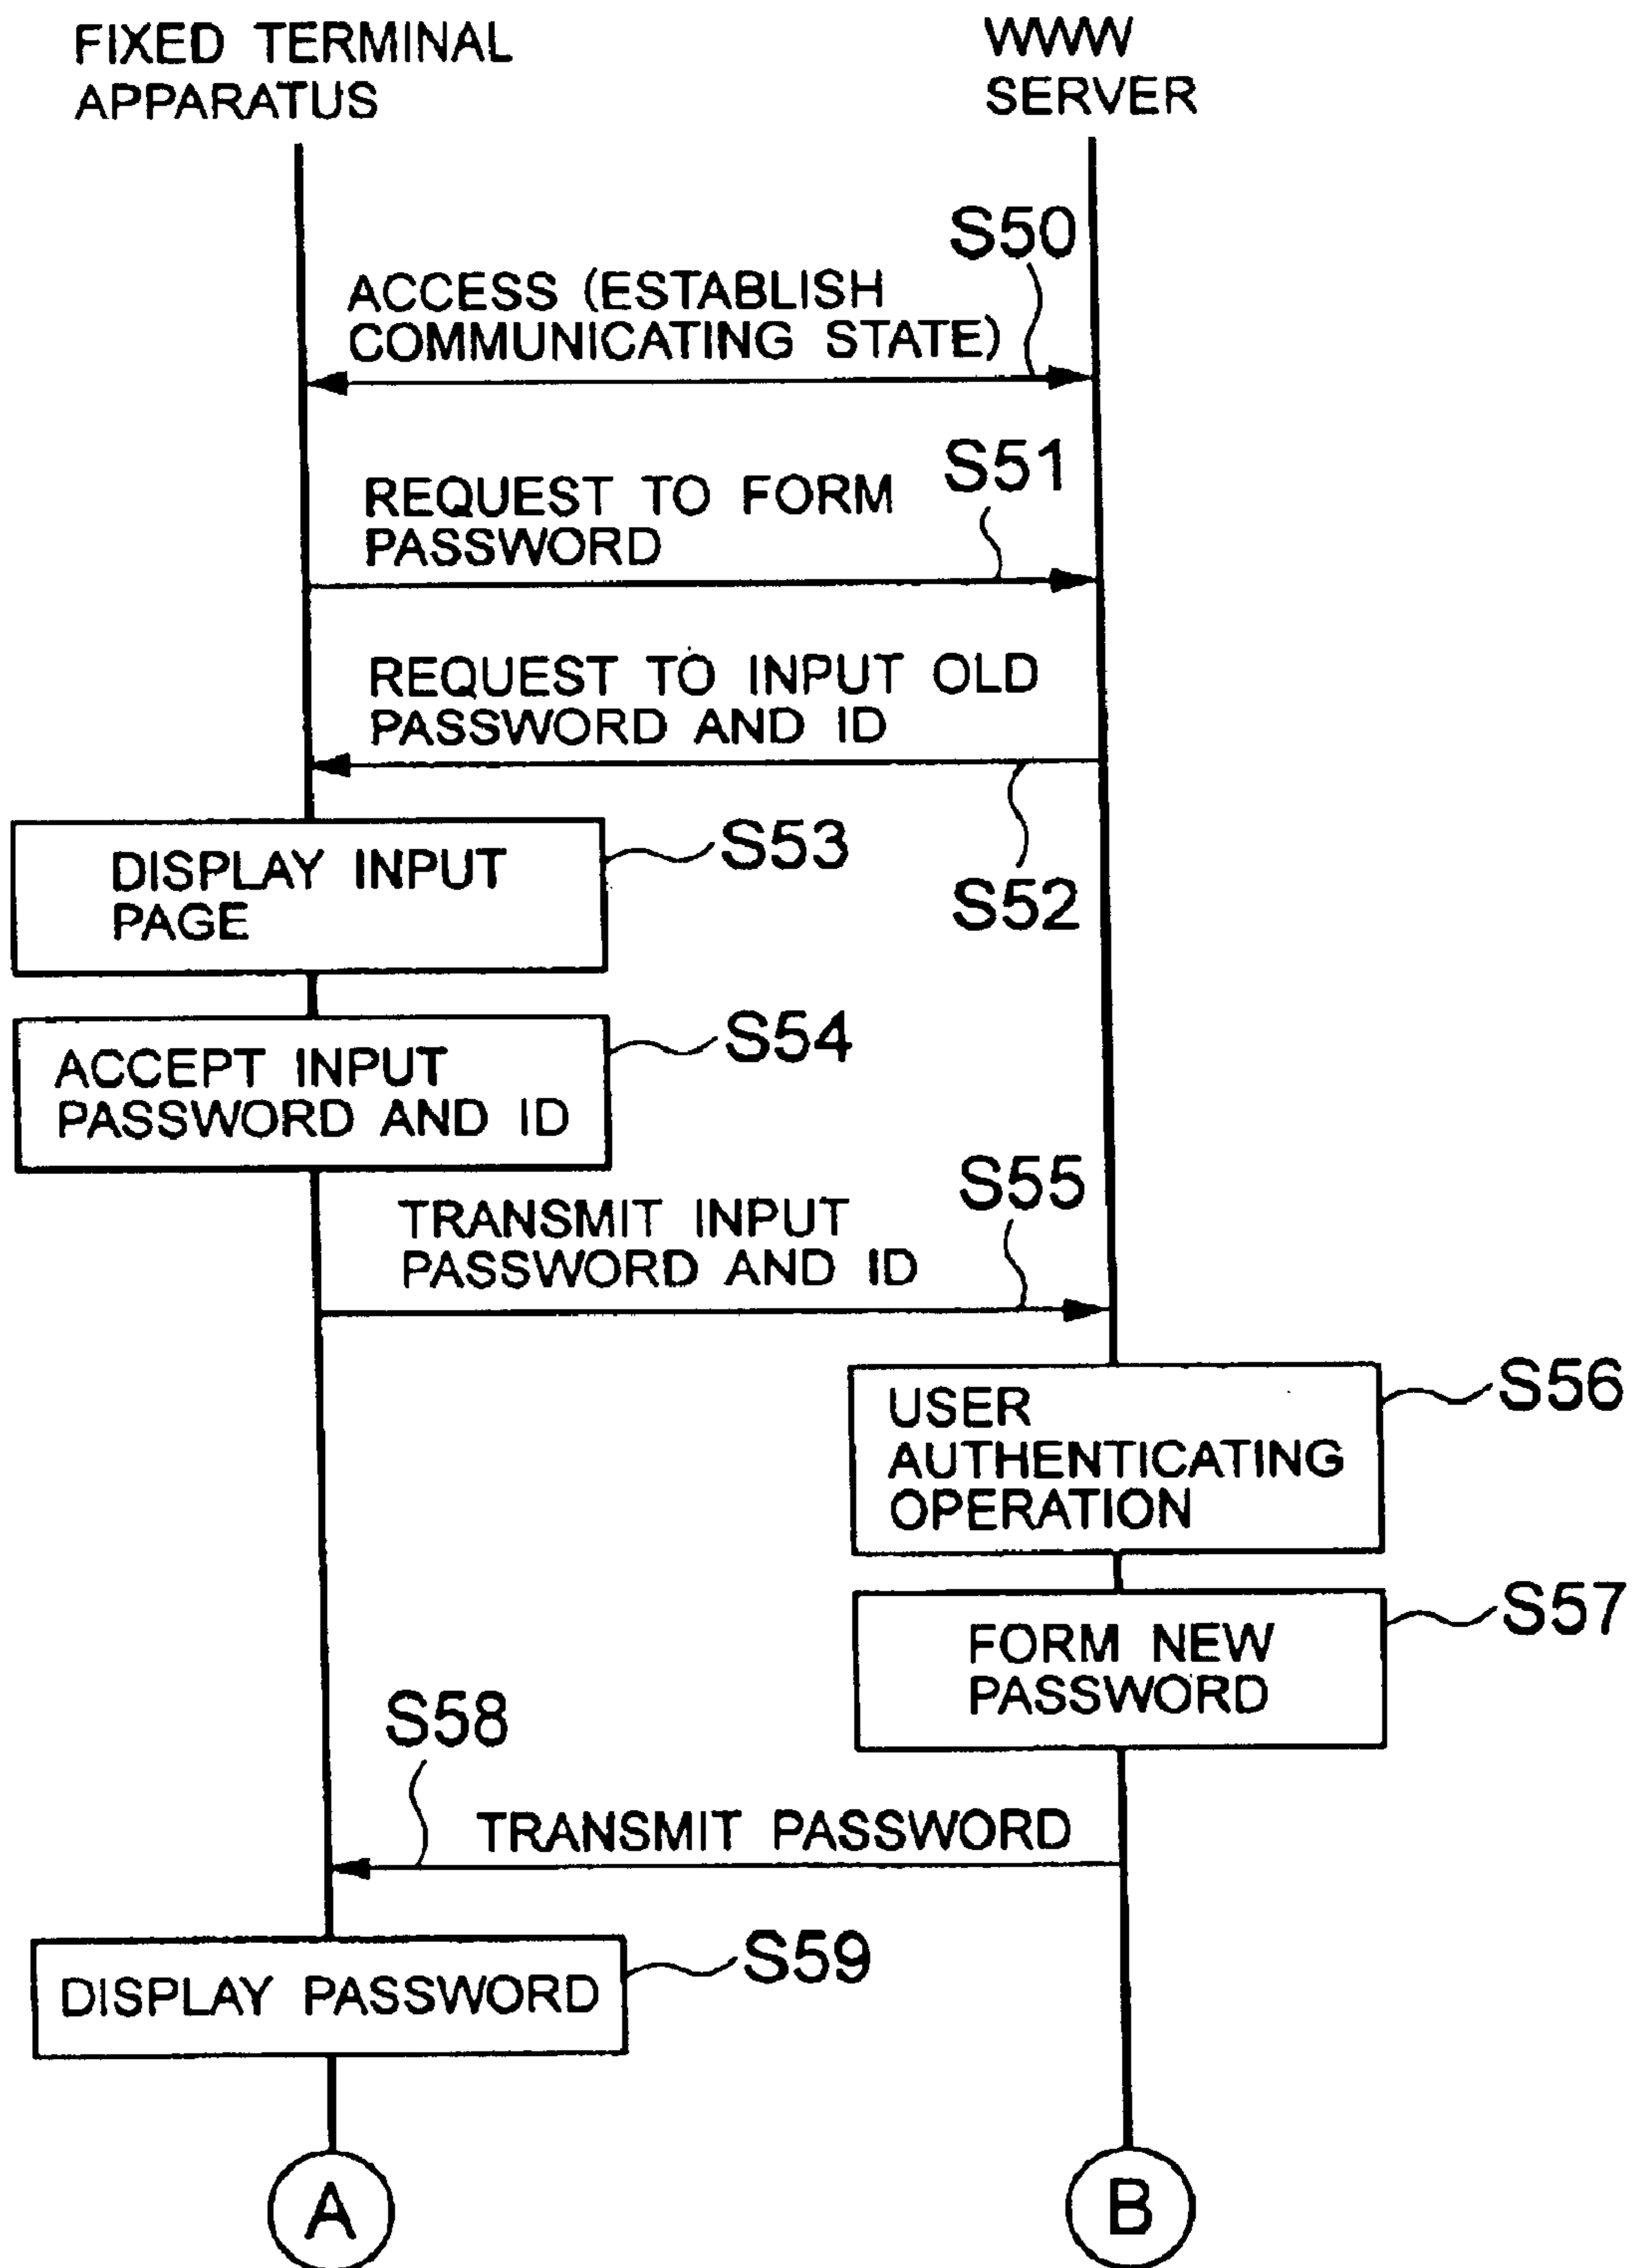 FIXED TERMINAL
APPARATUS
WWW
SERVER
S50
ACCESS (ESTABLISH
COMMUNICATING STATE)
S51
REQUEST TO FORM
PASSWORD
REQUEST TO INPUT OLD
PASSWORD AND ID
S52
DISPLAY INPUT
PAGE
S53
ACCEPT INPUT
PASSWORD AND ID
S54
S55
TRANSMIT INPUT
PASSWORD AND ID
USER
AUTHENTICATING
OPERATION
S56
FORM NEW
PASSWORD
S57
S58
TRANSMIT PASSWORD
DISPLAY PASSWORD
S59
A
B